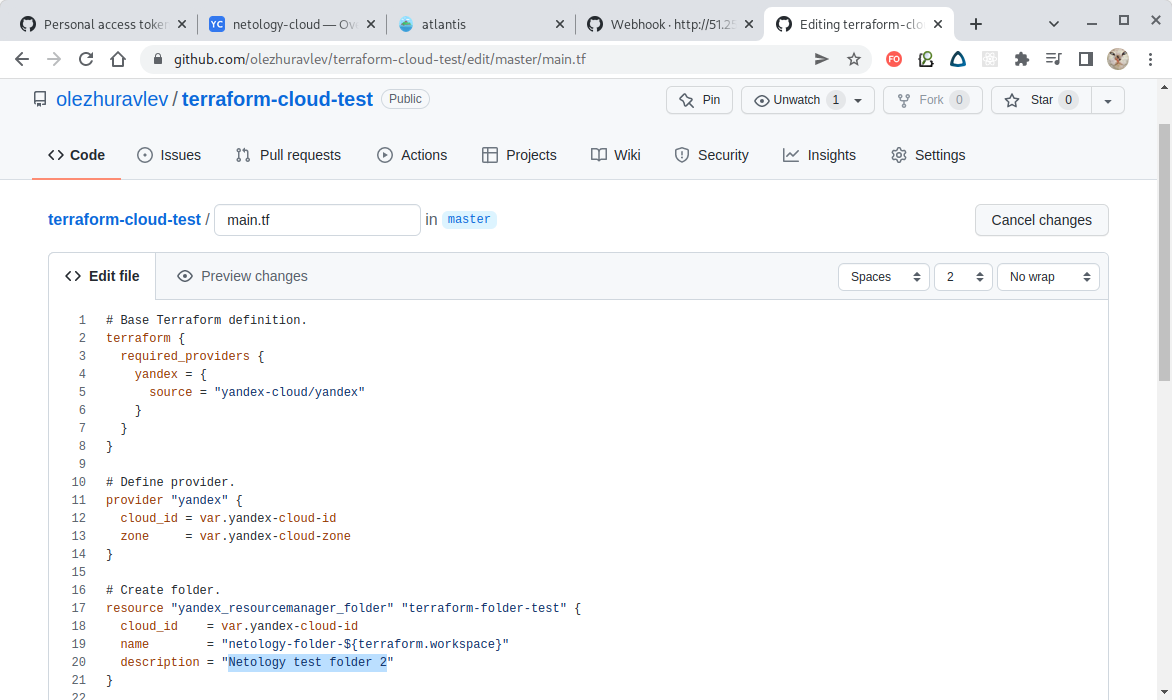 Personal access token
YC netology-cloud — Ove
atlantis
Webhook · http://51.25
Editing terraform-clo
github.com/olezhuravlev/terraform-cloud-test/edit/master/main.tf
FO
olezhuravlev / terraform-cloud-test Public
Pin
Unwatch 1
Fork 0
Star 0
Code
Issues
Pull requests
Actions
Projects
Wiki
Security
Insights
Settings
terraform-cloud-test / main.tf in master
Cancel changes
Edit file
Preview changes
Spaces
2
No wrap
1 # Base Terraform definition.
2 terraform {
3   required_providers {
4     yandex = {
5       source = "yandex-cloud/yandex"
6     }
7   }
8 }
9
10 # Define provider.
11 provider "yandex" {
12   cloud_id = var.yandex-cloud-id
13   zone     = var.yandex-cloud-zone
14 }
15
16 # Create folder.
17 resource "yandex_resourcemanager_folder" "terraform-folder-test" {
18   cloud_id    = var.yandex-cloud-id
19   name        = "netology-folder-${terraform.workspace}"
20   description = "Netology test folder 2"
21 }
22